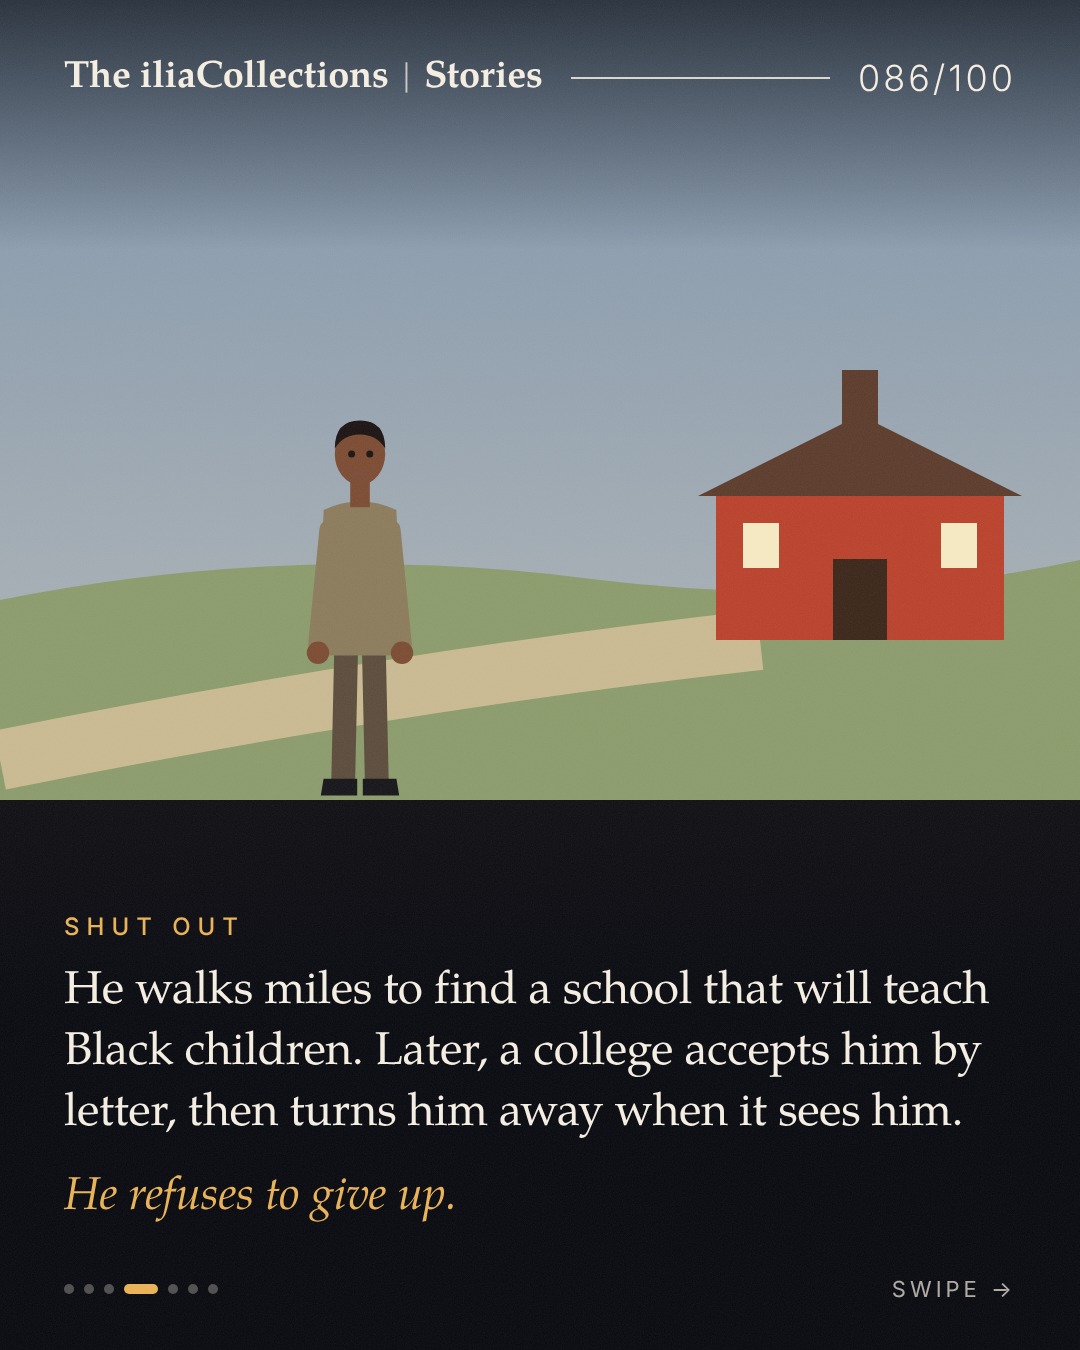 The iliaCollections | Stories
086/100
SHUT OUT
He walks miles to find a school that will teach
Black children. Later, a college accepts him by
letter, then turns him away when it sees him.
He refuses to give up.
SWIPE →